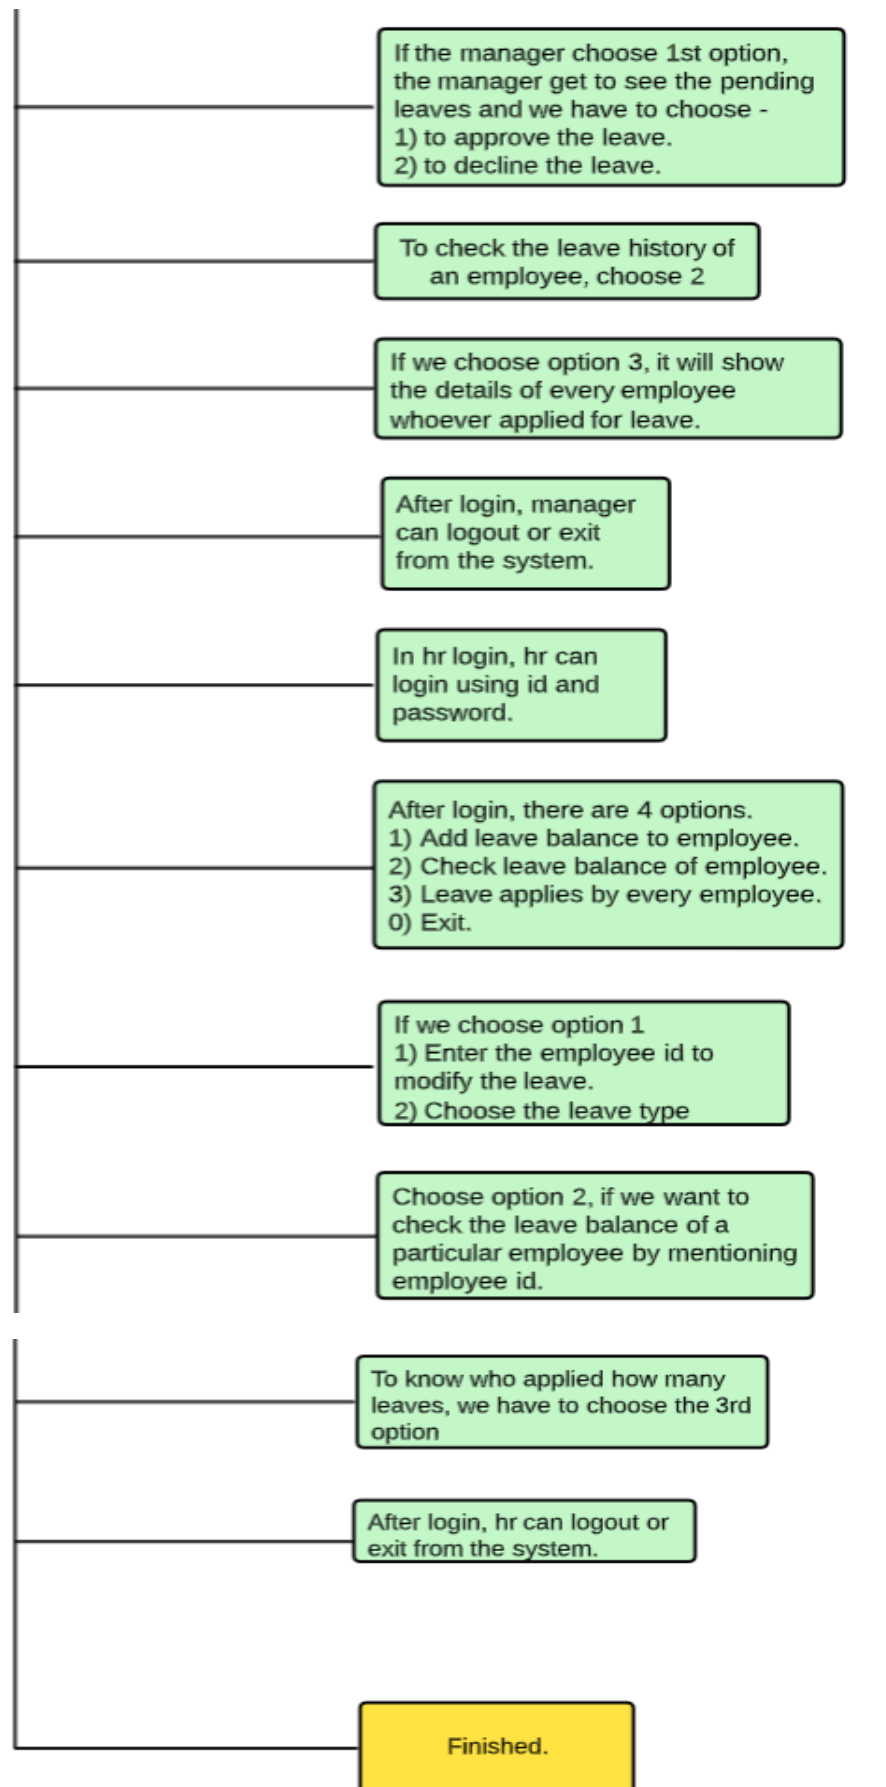 If the manager choose 1st option,
the manager get to see the pending
leaves and we have to choose -
1) to approve the leave.
2) to decline the leave.
To check the leave history of
an employee, choose 2
If we choose option 3, it will show
the details of every employee
whoever applied for leave.
After login, manager
can logout or exit
from the system.
In hr login, hr can
login using id and
password.
After login, there are 4 options.
1) Add leave balance to employee.
2) Check leave balance of employee.
3) Leave applies by every employee.
0) Exit.
If we choose option 1
1) Enter the employee id to
modify the leave.
2) Choose the leave type
Choose option 2, if we want to
check the leave balance of a
particular employee by mentioning
employee id.
To know who applied how many
leaves, we have to choose the 3rd
option
After login, hr can logout or
exit from the system.
Finished.